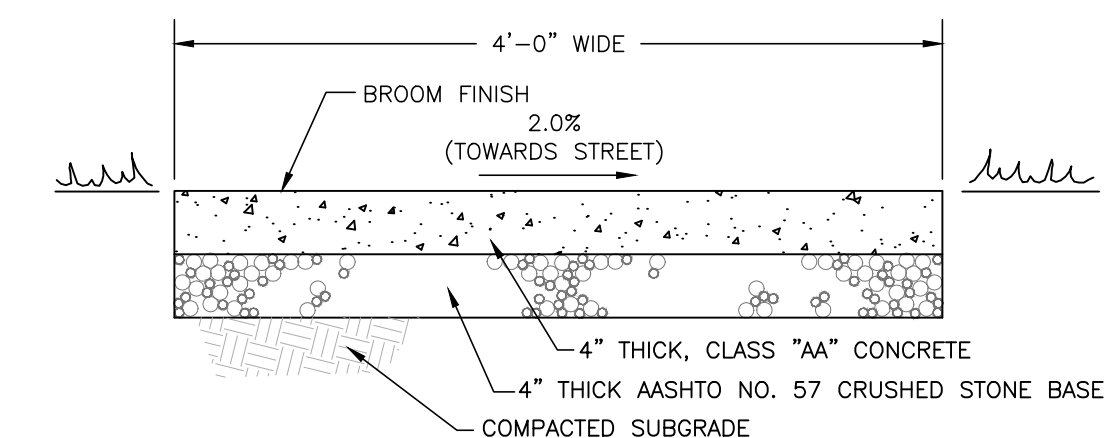 4'-0" WIDE
BROOM FINISH
2.0%
(TOWARDS STREET)
4" THICK, CLASS "AA" CONCRETE
4" THICK AASHTO NO. 57 CRUSHED STONE BASE
COMPACTED SUBGRADE